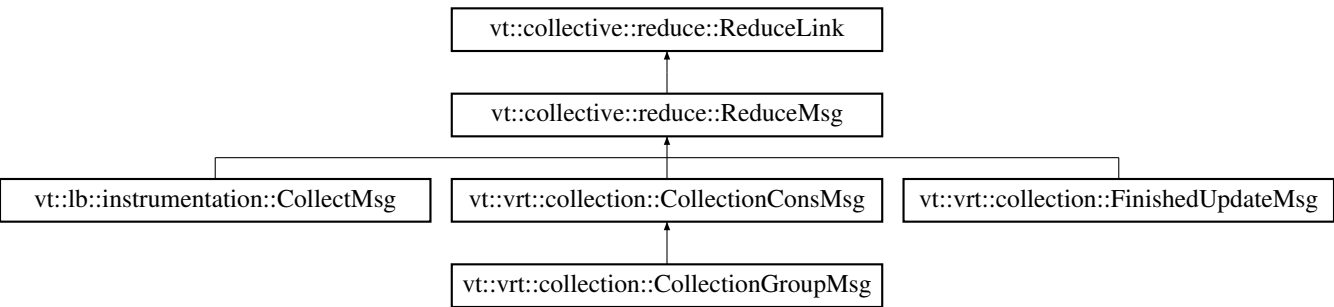 vt::collective::reduce::ReduceLink
vt::collective::reduce::ReduceMsg
vt::lb::instrumentation::CollectMsg
vt::vrt::collection::CollectionConsMsg
vt::vrt::collection::FinishedUpdateMsg
vt::vrt::collection::CollectionGroupMsg